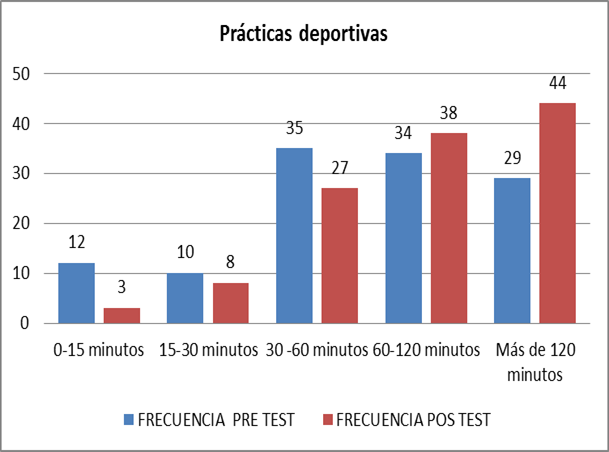 Prácticas deportivas
50
40
30
20
10
0
12
3
10
8
35
27
34
38
29
44
0-15 minutos
15-30 minutos
30 -60 minutos
60-120 minutos
Más de 120
minutos
FRECUENCIA  PRE TEST
FRECUENCIA POS TEST